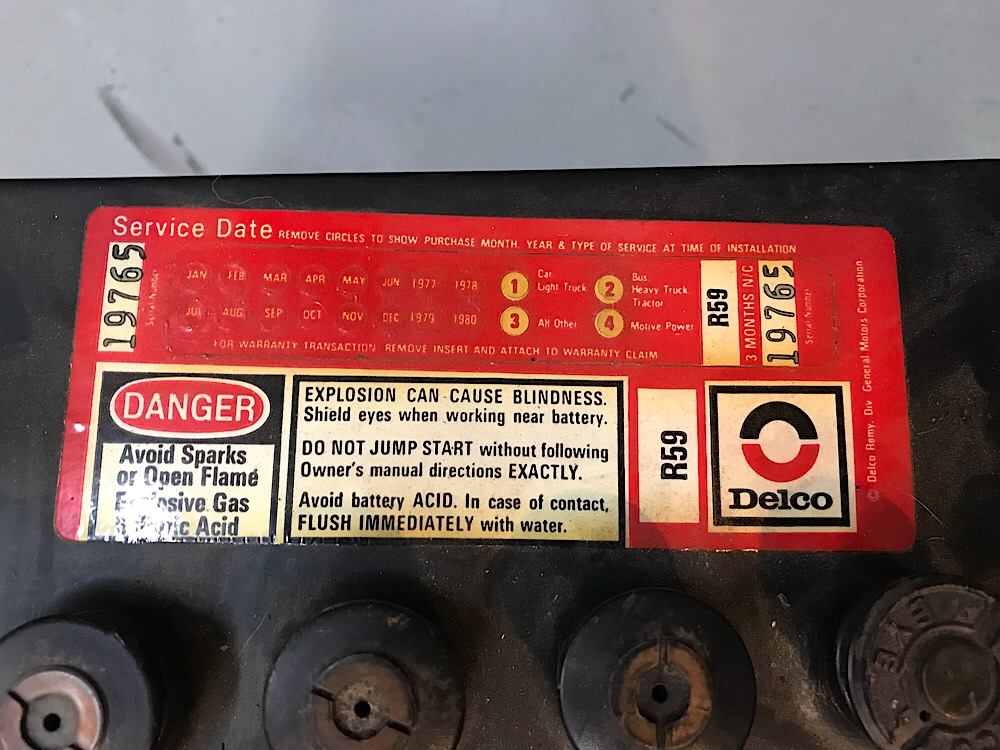 Service Date REMOVE CIRCLES TO SHOW PURCHASE MONTH. YEAR & TYPE OF SERVICE AT TIME OF INSTALLATION
19765
Serial Number
JAN FEB MAR APR MAY JUN 1977 1978
JUL AUG SEP OCT NOV DEC 1979 1980
1 Car Light Truck
2 Bus. Heavy Truck. Tractor
3 All Other
4 Motive Power
FOR WARRANTY TRANSACTION REMOVE INSERT AND ATTACH TO WARRANTY CLAIM
R59
3 MONTHS N/C
19765
Serial Number
© Delco Remy. Div. General Motors Corporation
DANGER
Avoid Sparks
or Open Flame
Gas
Acid
EXPLOSION CAN CAUSE BLINDNESS.
Shield eyes when working near battery.
DO NOT JUMP START without following
Owner's manual directions EXACTLY.
Avoid battery ACID. In case of contact,
FLUSH IMMEDIATELY with water.
R59
Delco